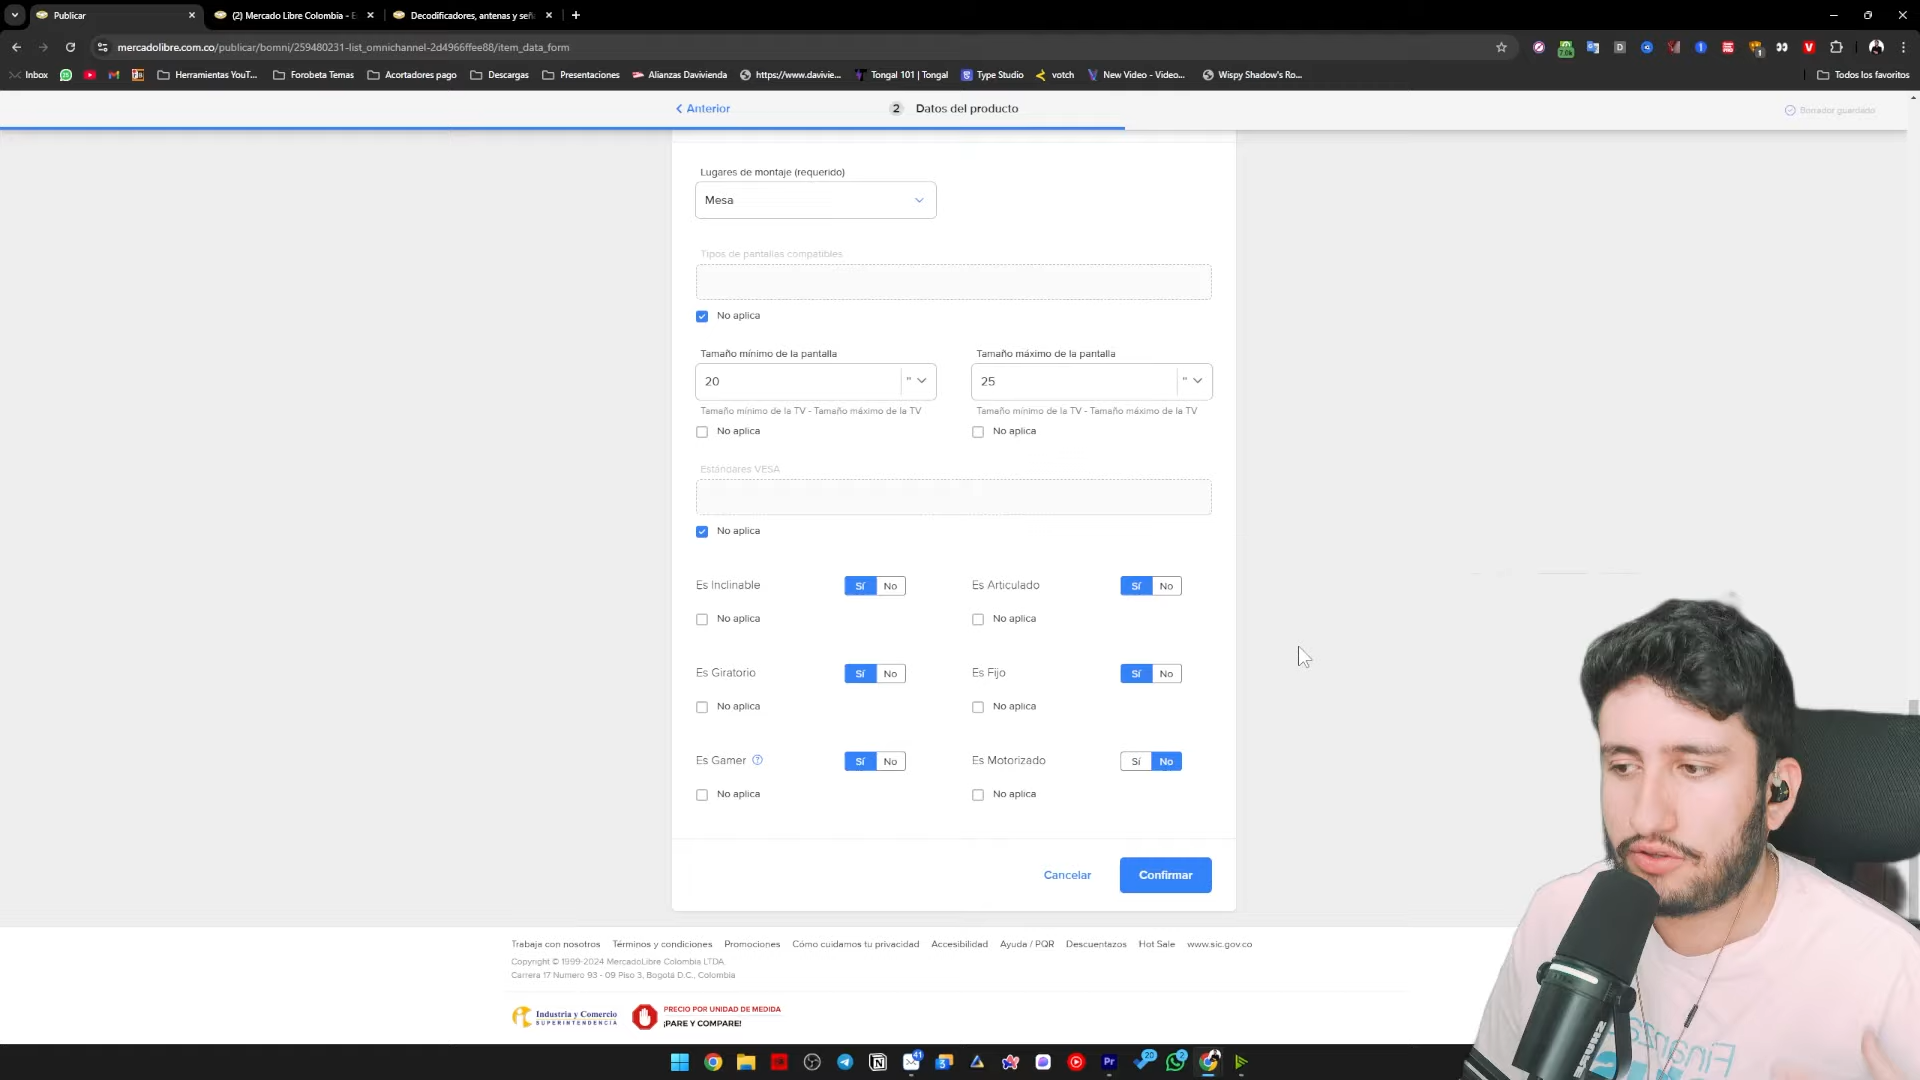 Publicar
(2) Mercado Libre Colombia - E
Decodificadores, antenas y seña
mercadolibre.com.co/publicar/bomni/259480231-list_omnichannel-2d4966ffee88/item_data_form
Inbox
Herramientas YouT...
Forobeta Temas
Acortadores pago
Descargas
Presentaciones
Alianzas Davivienda
https://www.davivie...
Tongal 101 | Tongal
Type Studio
votch
New Video - Video...
Wispy Shadow's Ro...
Todos los favoritos
Anterior
2 Datos del producto
Borrador guardado
Lugares de montaje (requerido)
Mesa
Tipos de pantallas compatibles
No aplica
Tamaño mínimo de la pantalla
Tamaño máximo de la pantalla
20 "
25 "
Tamaño mínimo de la TV - Tamaño máximo de la TV
Tamaño mínimo de la TV - Tamaño máximo de la TV
No aplica
No aplica
Estándares VESA
No aplica
Es Inclinable Sí No
Es Articulado Sí No
No aplica
No aplica
Es Giratorio Sí No
Es Fijo Sí No
No aplica
No aplica
Es Gamer ? Sí No
Es Motorizado Sí No
No aplica
No aplica
Cancelar
Confirmar
Trabaja con nosotros Términos y condiciones Promociones Cómo cuidamos tu privacidad Accesibilidad Ayuda / PQR Descuentazos Hot Sale www.sic.gov.co
Copyright © 1999-2024 MercadoLibre Colombia LTDA.
Carrera 17 Numero 93 - 09 Piso 3, Bogotá D.C., Colombia
Industria y Comercio
SUPERINTENDENCIA
PRECIO POR UNIDAD DE MEDIDA
¡PARE Y COMPARE!
41
20
2
Pr